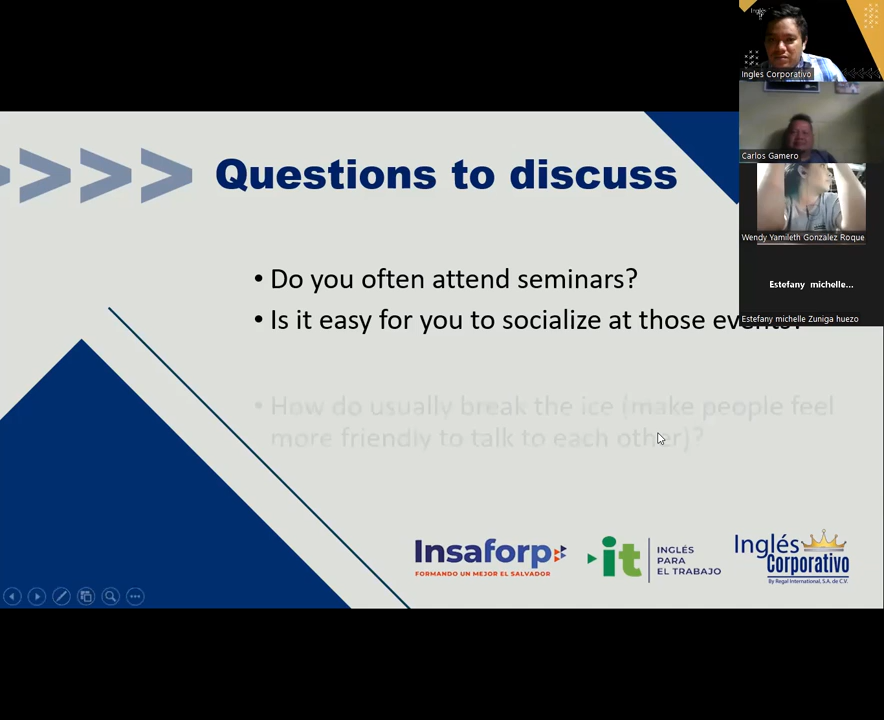 Questions to discuss
• Do you often attend seminars?
• Is it easy for you to socialize at those events?
• How do usually break the ice (make people feel
more friendly to talk to each other)?
Insaforp
FORMANDO UN MEJOR EL SALVADOR
it
INGLÉS
PARA
EL TRABAJO
Inglés
Corporativo
By Regal International, S.A. de C.V.
Ingles Corporativo
Carlos Gamero
Wendy Yamileth Gonzalez Roque
Estefany michelle...
Estefany michelle Zuniga huezo